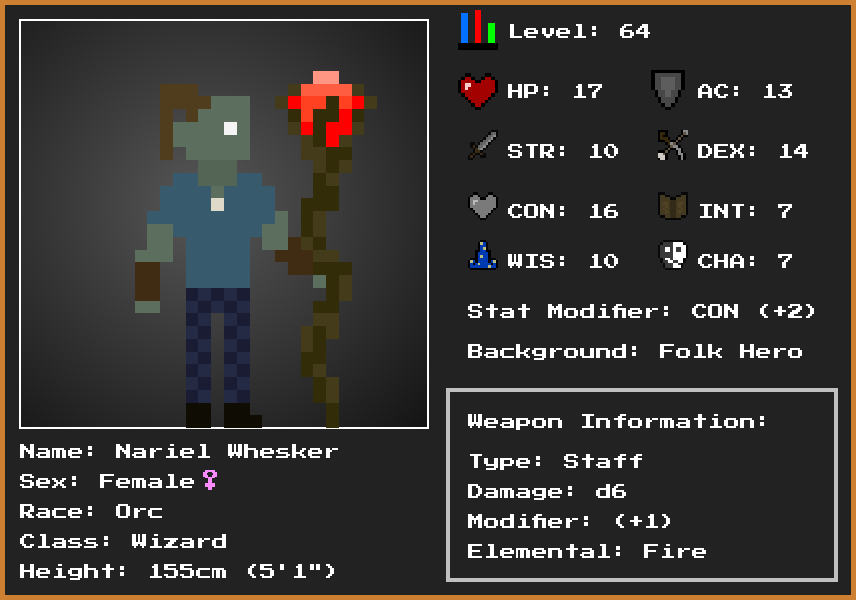 Level: 64
HP: 17 AC: 13
STR: 10 DEX: 14
CON: 16 INT: 7
WIS: 10 CHA: 7
Stat Modifier: CON (+2)
Background: Folk Hero
Weapon Information:
Type: Staff
Damage: d6
Modifier: (+1)
Elemental: Fire
Name: Nariel Whesker
Sex: Female♀
Race: Orc
Class: Wizard
Height: 155cm (5'1")